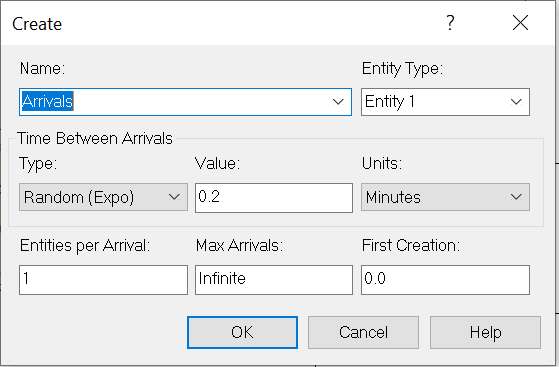 Create
?
Name:
Entity Type:
Arrivals
Entity 1
Time Between Arrivals
Type:
Value:
Units:
Random (Expo)
0.2
Minutes
Entities per Arrival:
Max Arrivals:
First Creation:
1
Infinite
0.0
OK
Cancel
Help